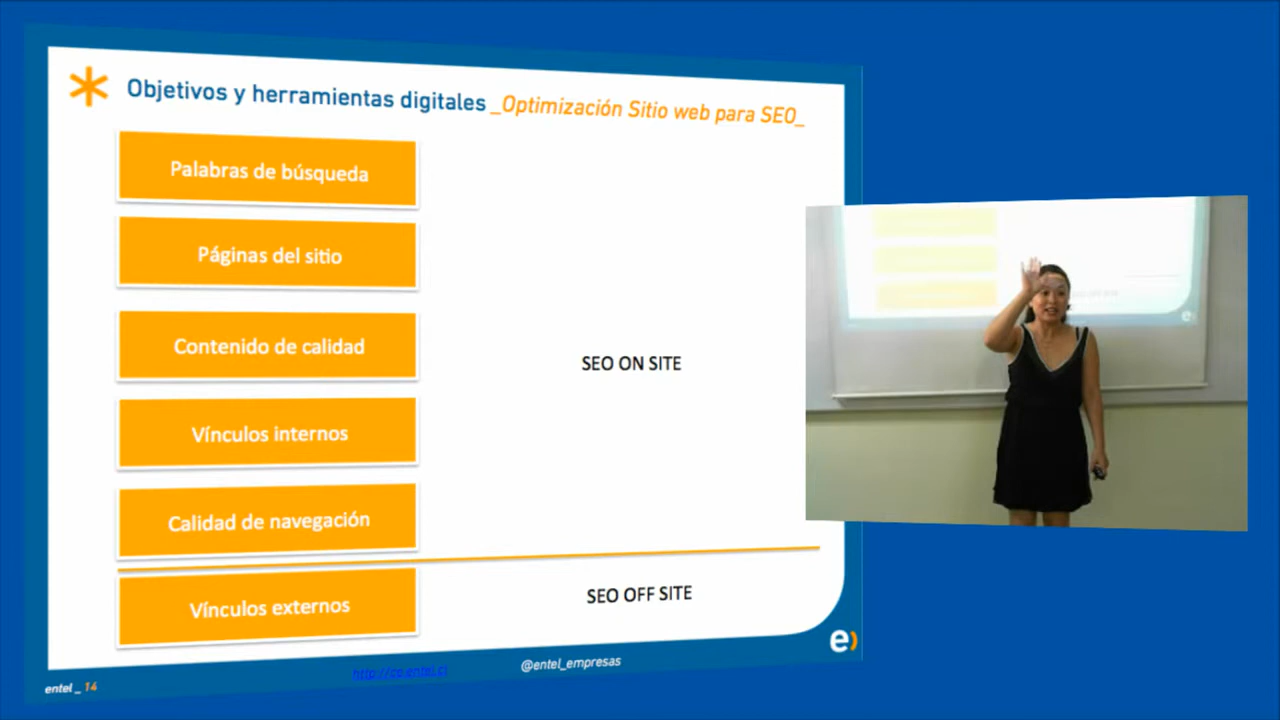 Objetivos y herramientas digitales _Optimización Sitio web para SEO_
Palabras de búsqueda
Páginas del sitio
Contenido de calidad
SEO ON SITE
Vínculos internos
Calidad de navegación
Vínculos externos
SEO OFF SITE
e)
entel _ 14
@entel_empresas